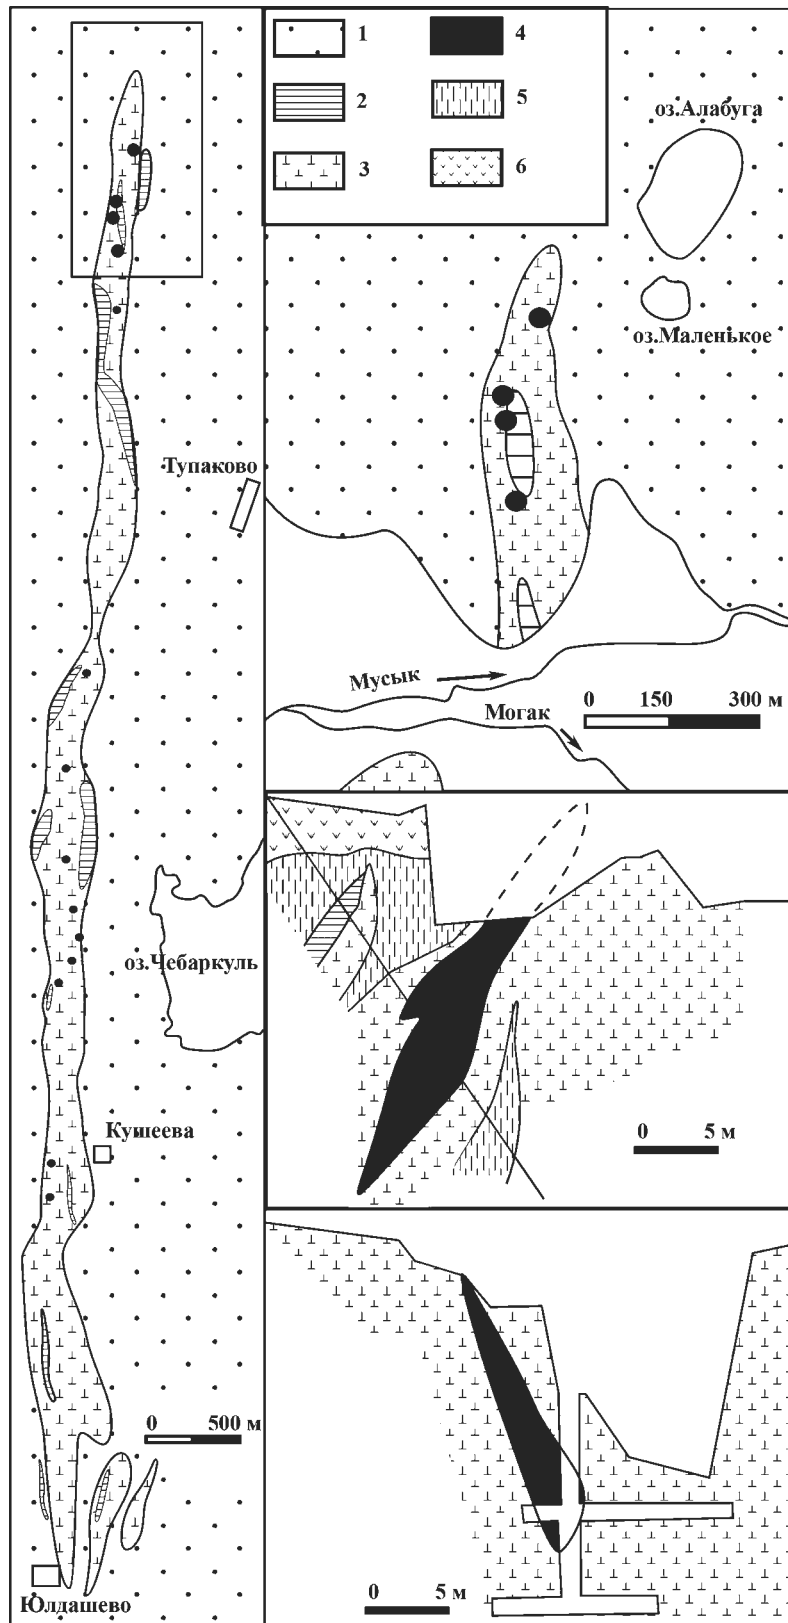 1
2
3
4
5
6
оз.Алабуга
оз.Маленькое
Тупаково
Мусык
Могак
0 150 300 м
оз.Чебаркуль
Кушеева
0 5 м
0 500 м
0 5 м
Юлдашево